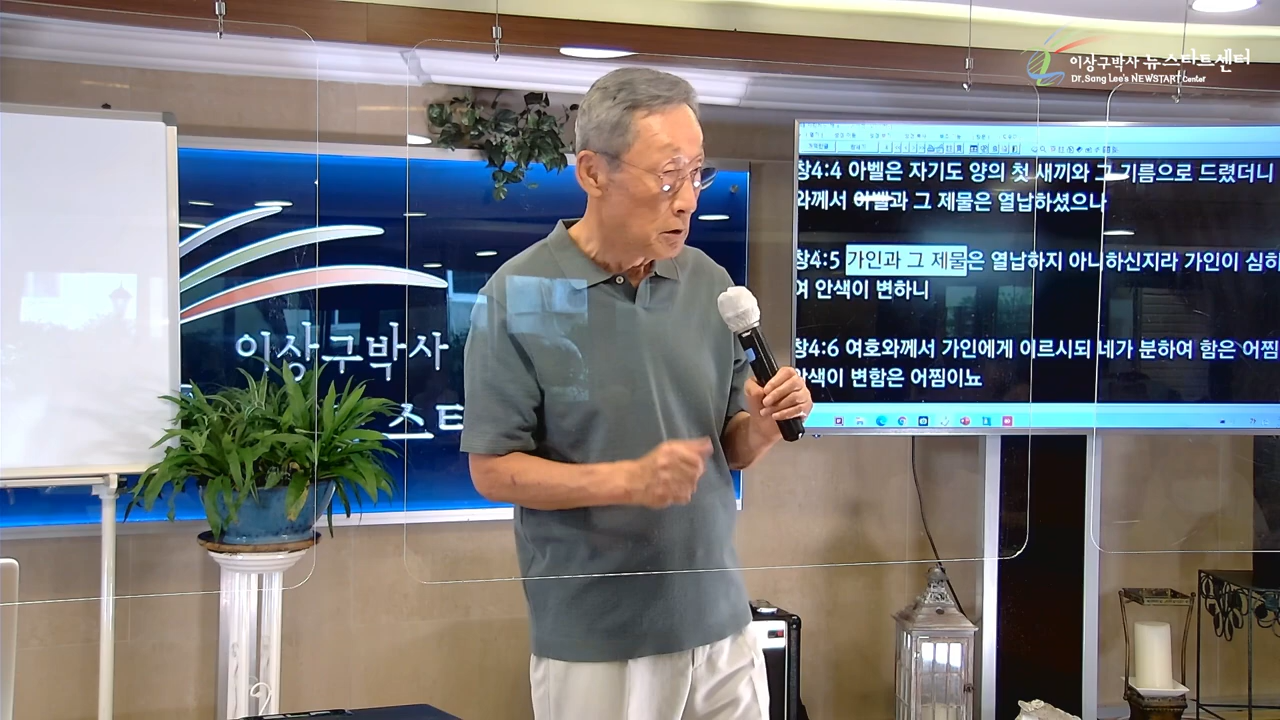 이상구박사 뉴스타트센터
Dr.Sang Lee's NEWSTART Center
창4:4 아벨은 자기도 양의 첫 새끼와 그 기름으로 드렸더니
와께서 아벨과 그 제물은 열납하셨으나
창4:5 가인과 그 제물은 열납하지 아니하신지라 가인이 심히
여 안색이 변하니
창4:6 여호와께서 가인에게 이르시되 네가 분하여 함은 어찜
안색이 변함은 어찜이뇨
이상구박사
스타